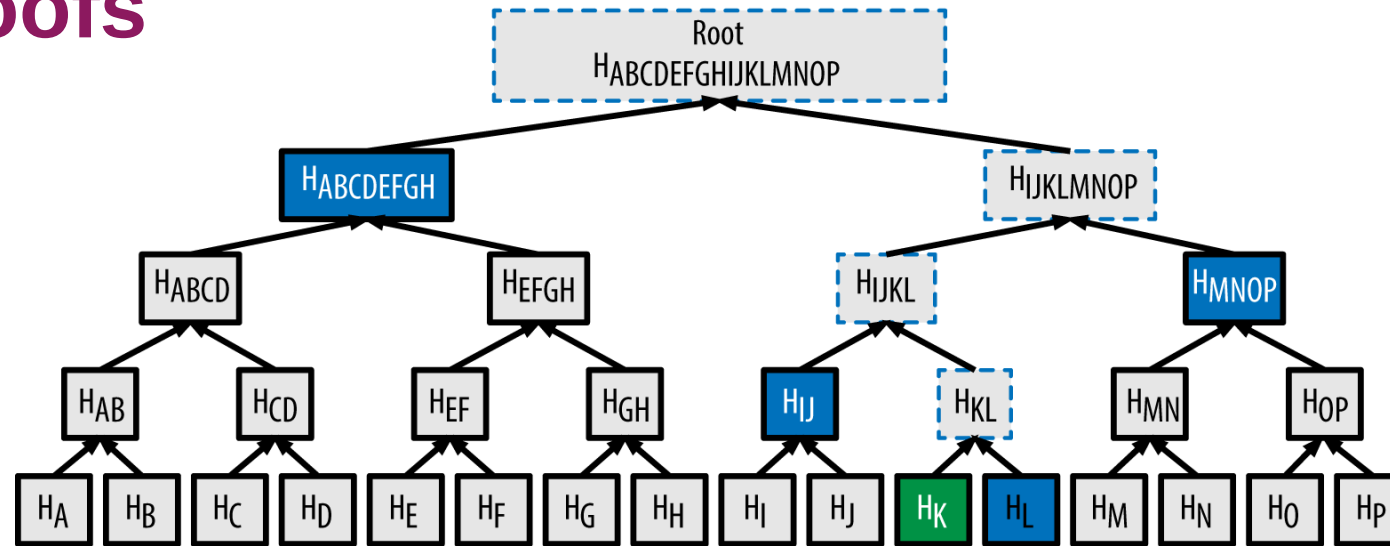 oofs
Root
HABCDEFGHIJKLMNOP
HABCDEFGH
HIJKLMNOP
HABCD
HEFGH
HIJKL
HMNOP
HAB
HCD
HEF
HGH
HIJ
HKL
HMN
HOP
HA
HB
HC
HD
HE
HF
HG
HH
HI
HJ
HK
HL
HM
HN
HO
HP